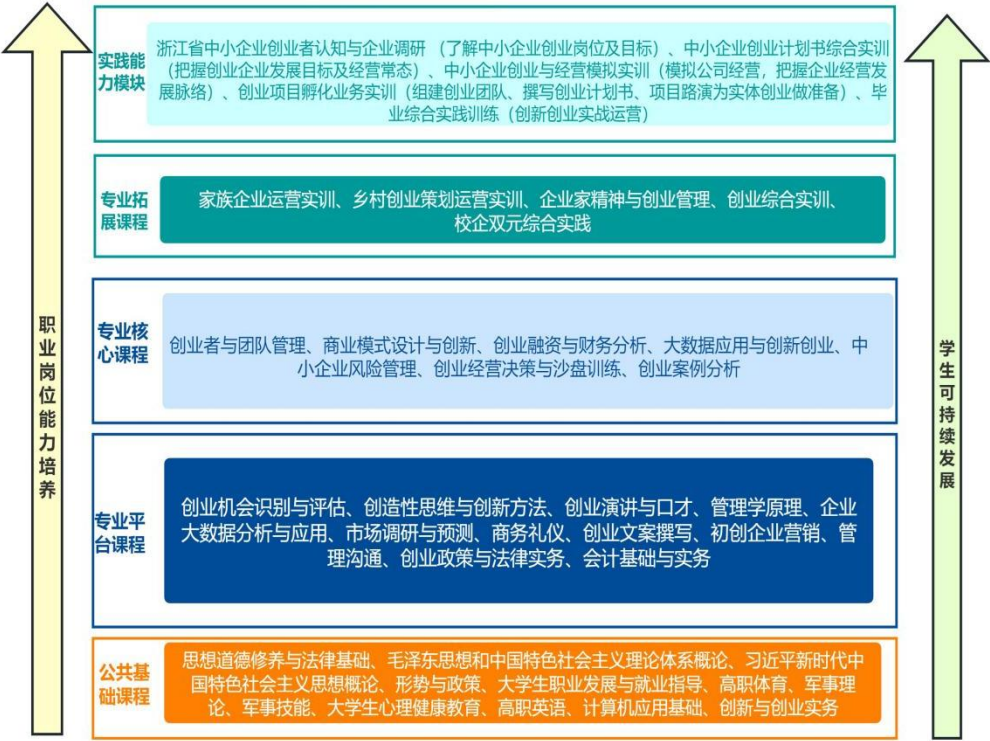 实践能
力模块
浙江省中小企业创业者认知与企业调研 （了解中小企业创业岗位及目标）、中小企业创业计划书综合实训
（把握创业企业发展目标及经营常态）、中小企业创业与经营模拟实训（模拟公司经营，把握企业经营发
展脉络）、创业项目孵化业务实训（组建创业团队、撰写创业计划书、项目路演为实体创业做准备）、毕
业综合实践训练（创新创业实战运营）
专业拓
展课程
家族企业运营实训、乡村创业策划运营实训、企业家精神与创业管理、创业综合实训、
校企双元综合实践
专业核
心课程
创业者与团队管理、商业模式设计与创新、创业融资与财务分析、大数据应用与创新创业、中
小企业风险管理、创业经营决策与沙盘训练、创业案例分析
专业平
台课程
创业机会识别与评估、创造性思维与创新方法、创业演讲与口才、管理学原理、企业
大数据分析与应用、市场调研与预测、商务礼仪、创业文案撰写、初创企业营销、管
理沟通、创业政策与法律实务、会计基础与实务
公共基
础课程
思想道德修养与法律基础、毛泽东思想和中国特色社会主义理论体系概论、习近平新时代中
国特色社会主义思想概论、形势与政策、大学生职业发展与就业指导、高职体育、军事理
论、军事技能、大学生心理健康教育、高职英语、计算机应用基础、创新与创业实务
职业岗位能力培养
学生可持续发展